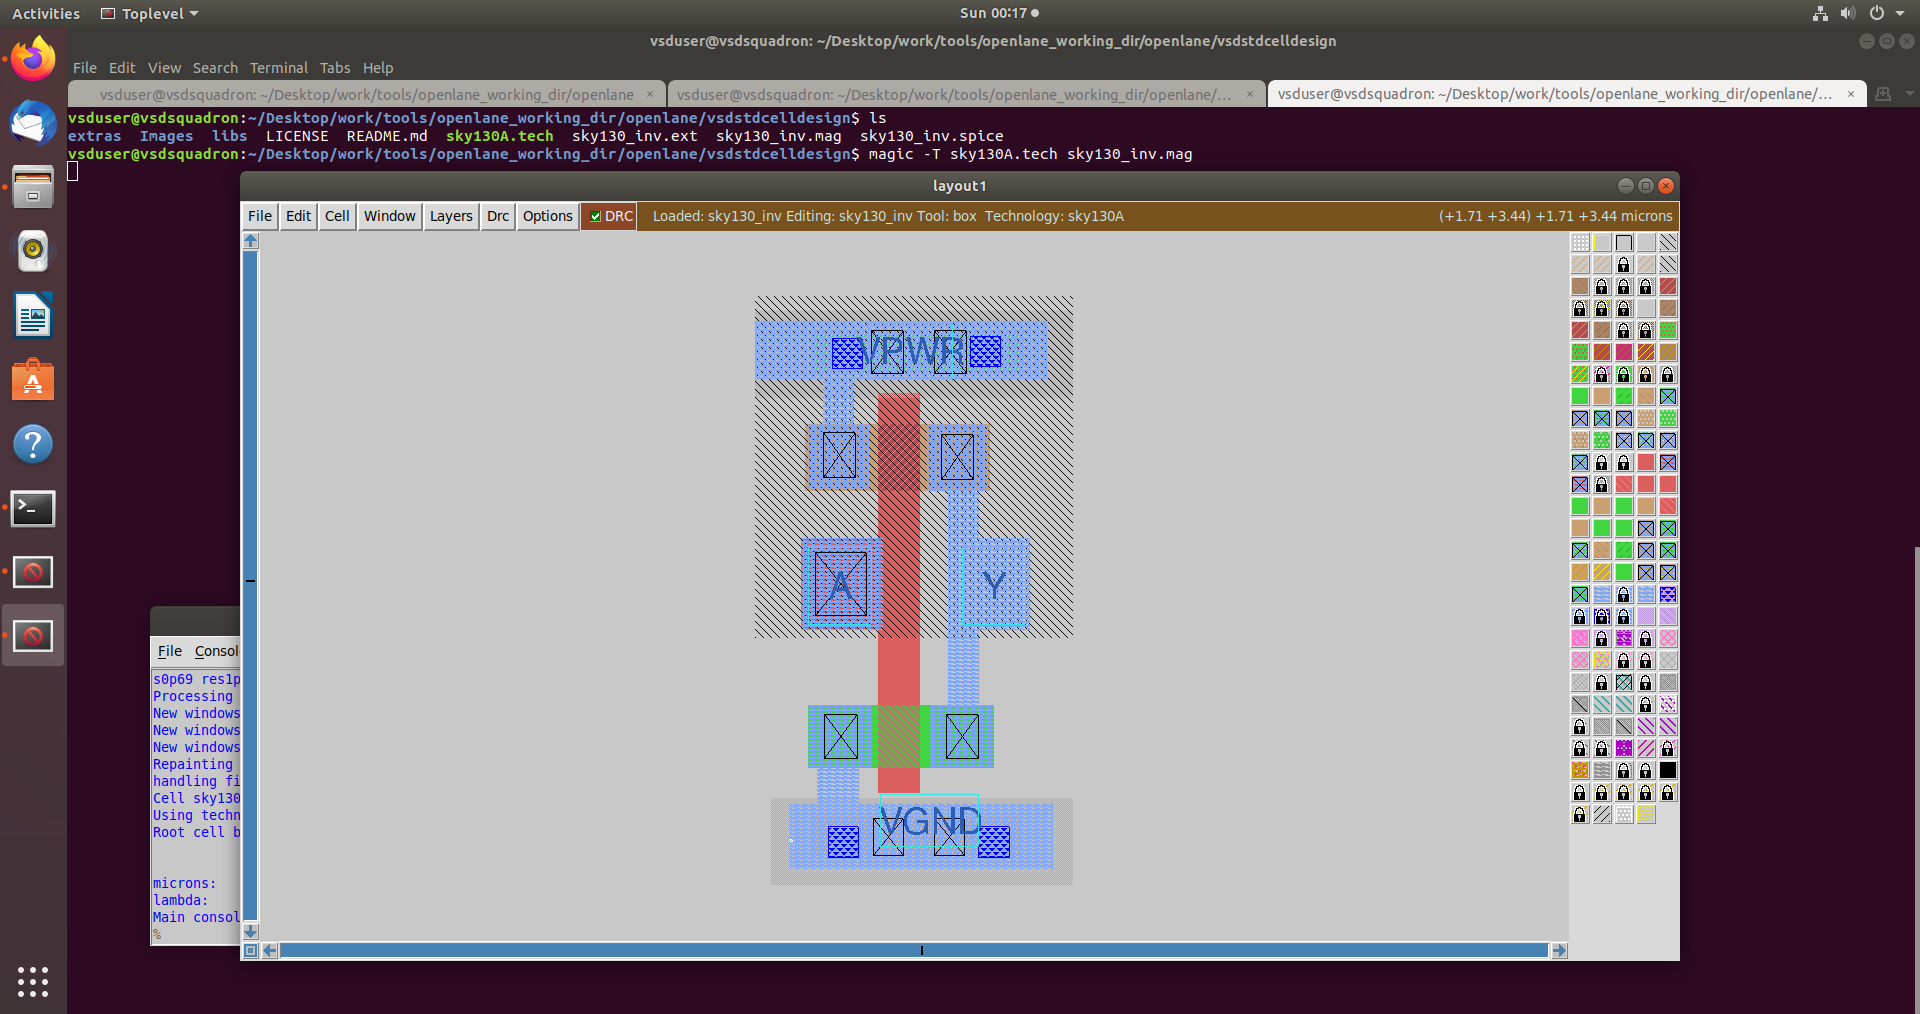 Activities Toplevel Sun 00:17
vsduser@vsdsquadron: ~/Desktop/work/tools/openlane_working_dir/openlane/vsdstdcelldesign
File Edit View Search Terminal Tabs Help
vsduser@vsdsquadron: ~/Desktop/work/tools/openlane_working_dir/openlane × vsduser@vsdsquadron: ~/Desktop/work/tools/openlane_working_dir/openlane/... × vsduser@vsdsquadron: ~/Desktop/work/tools/openlane_working_dir/openlane/... ×
vsduser@vsdsquadron:~/Desktop/work/tools/openlane_working_dir/openlane/vsdstdcelldesign$ ls
extras Images libs LICENSE README.md sky130A.tech sky130_inv.ext sky130_inv.mag sky130_inv.spice
vsduser@vsdsquadron:~/Desktop/work/tools/openlane_working_dir/openlane/vsdstdcelldesign$ magic -T sky130A.tech sky130_inv.mag
layout1
File Edit Cell Window Layers Drc Options DRC Loaded: sky130_inv Editing: sky130_inv Tool: box Technology: sky130A (+1.71 +3.44) +1.71 +3.44 microns
VPWR
A Y
VGND
File Consol
s0p69 res1p
Processing
New windows
New windows
New windows
Repainting
handling fi
Cell sky130
Using techn
Root cell b
microns:
lambda:
Main consol
%